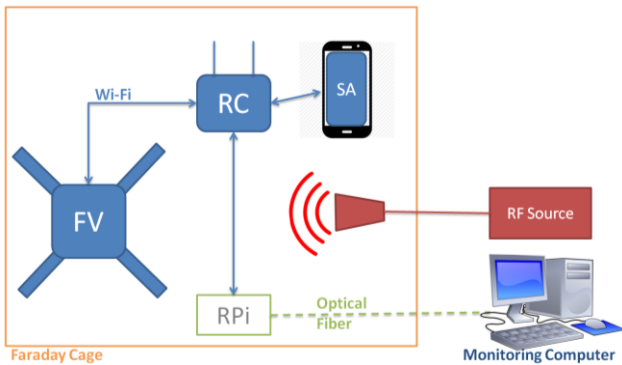 Wi-Fi
RC
SA
FV
RF Source
RPi
Optical
Fiber
Faraday Cage
Monitoring Computer